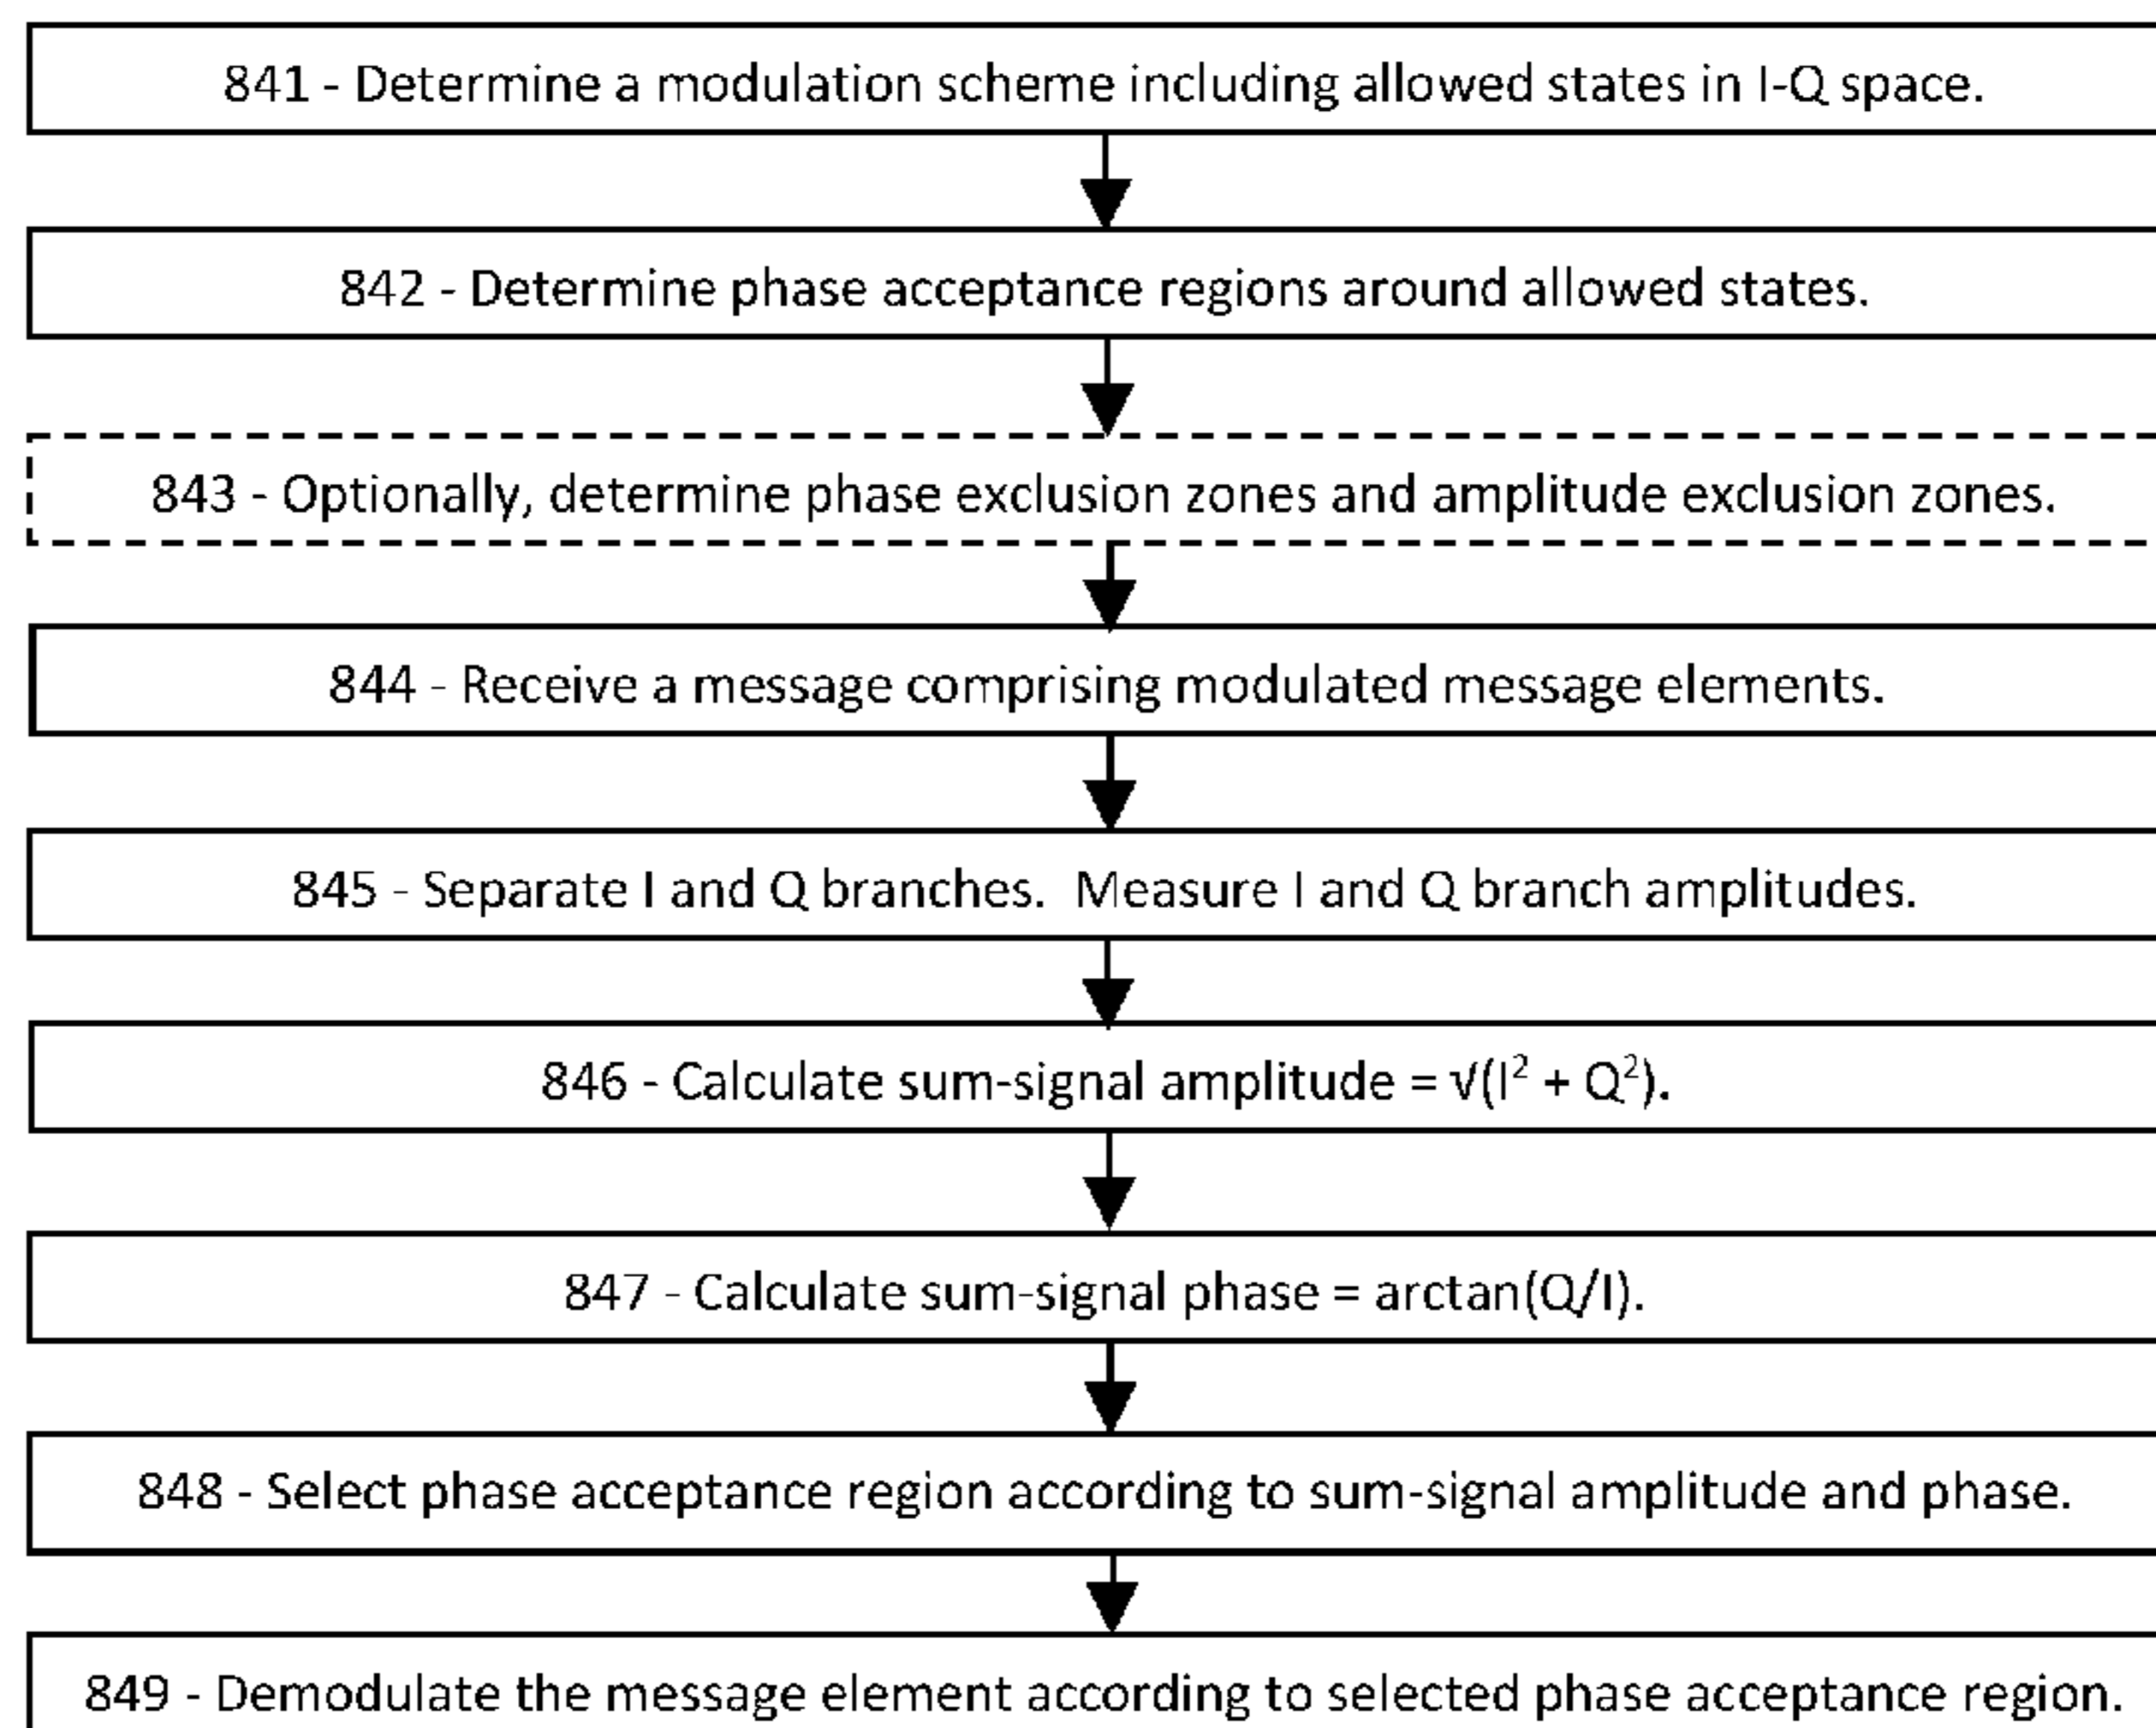 841 - Determine a modulation scheme including allowed states in I-Q space.
842 - Determine phase acceptance regions around allowed states.
843 - Optionally, determine phase exclusion zones and amplitude exclusion zones.
844 - Receive a message comprising modulated message elements.
845 - Separate I and Q branches.  Measure I and Q branch amplitudes.
846 - Calculate sum-signal amplitude = √(I² + Q²).
847 - Calculate sum-signal phase = arctan(Q/I).
848 - Select phase acceptance region according to sum-signal amplitude and phase.
849 - Demodulate the message element according to selected phase acceptance region.